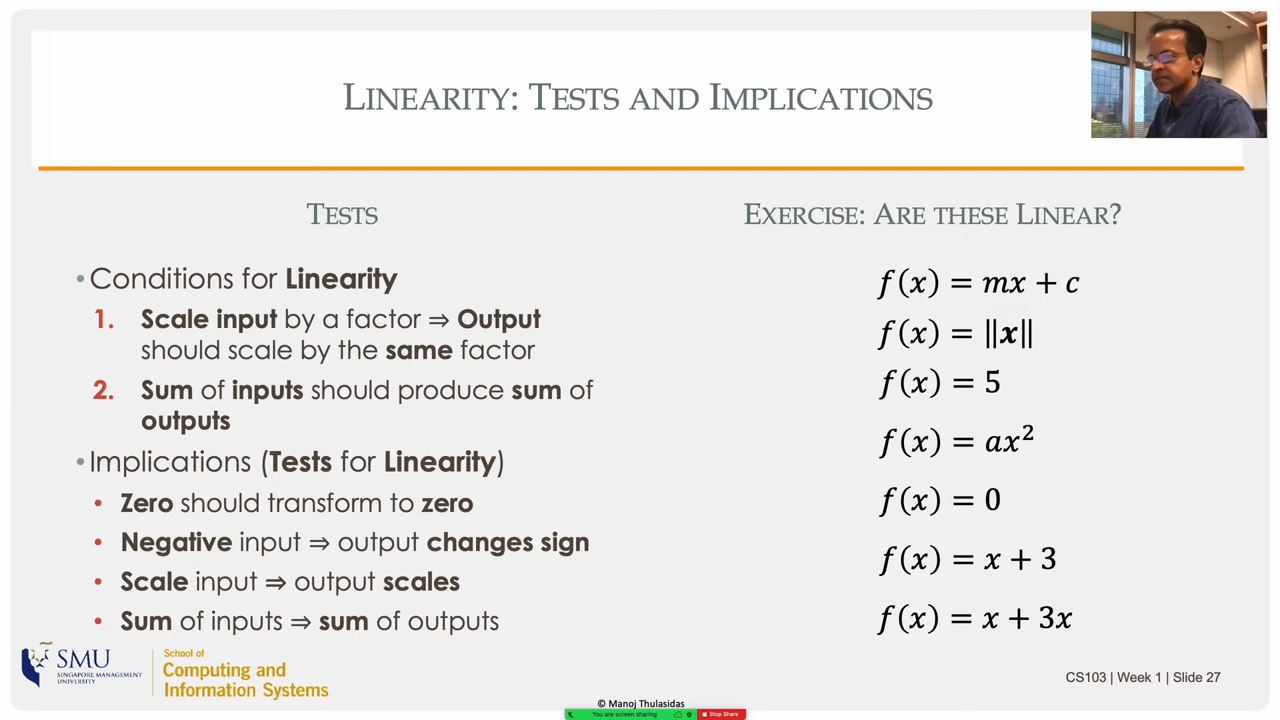 LINEARITY: TESTS AND IMPLICATIONS
TESTS
• Conditions for Linearity
1. Scale input by a factor ⇒ Output
should scale by the same factor
2. Sum of inputs should produce sum of
outputs
• Implications (Tests for Linearity)
• Zero should transform to zero
• Negative input ⇒ output changes sign
• Scale input ⇒ output scales
• Sum of inputs ⇒ sum of outputs
EXERCISE: ARE THESE LINEAR?
f(x) = mx + c
f(x) = ‖x‖
f(x) = 5
f(x) = ax²
f(x) = 0
f(x) = x + 3
f(x) = x + 3x
SMU
SINGAPORE MANAGEMENT
UNIVERSITY
School of
Computing and
Information Systems
CS103 | Week 1 | Slide 27
© Manoj Thulasidas
You are screen sharing
Stop Share